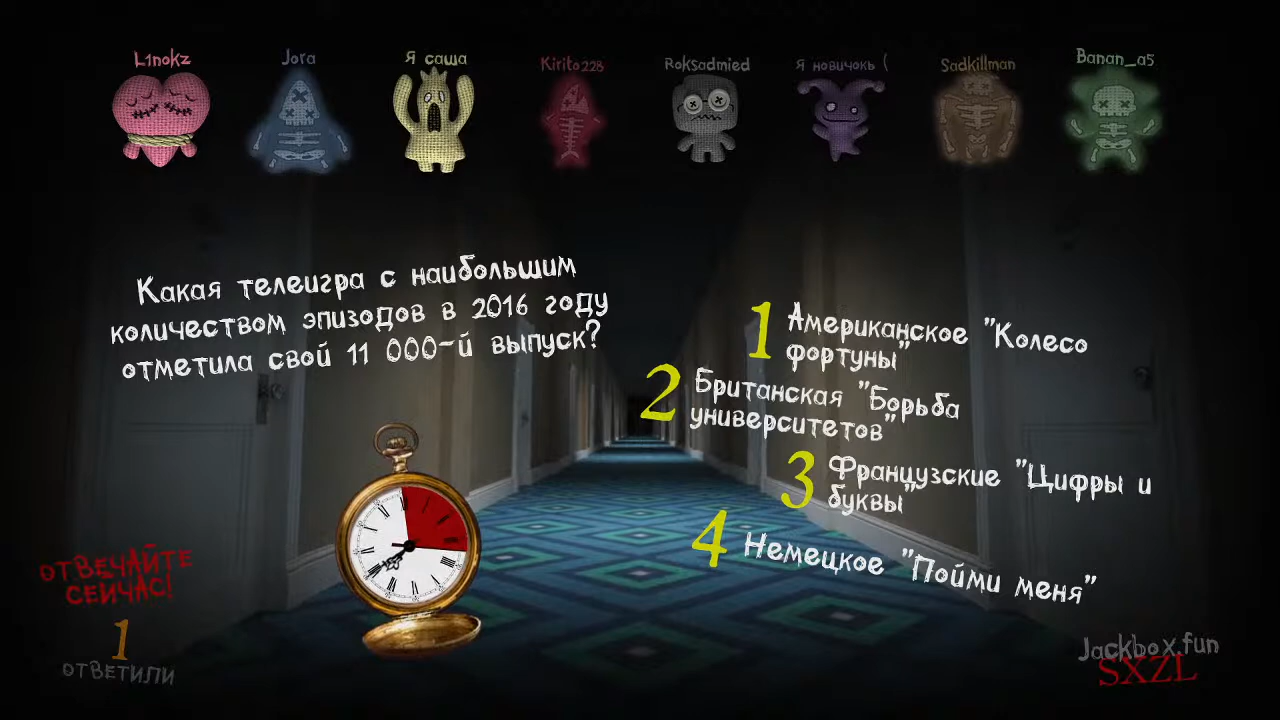 L1nokz
Jora
Я саша
Kirito228
Roksadmied
Я новичокь (
Sadkillman
Banan_a5
Какая телеигра с наибольшим
количеством эпизодов в 2016 году
отметила свой 11 000-й выпуск?
1 Американское "Колесо
фортуны"
2 Британская "Борьба
университетов"
3 Французские "Цифры и
буквы"
4 Немецкое "Пойми меня"
ОТВЕЧАЙТЕ
СЕЙЧАС!
1
ОТВЕТИЛИ
Jackbox.fun
SXZL